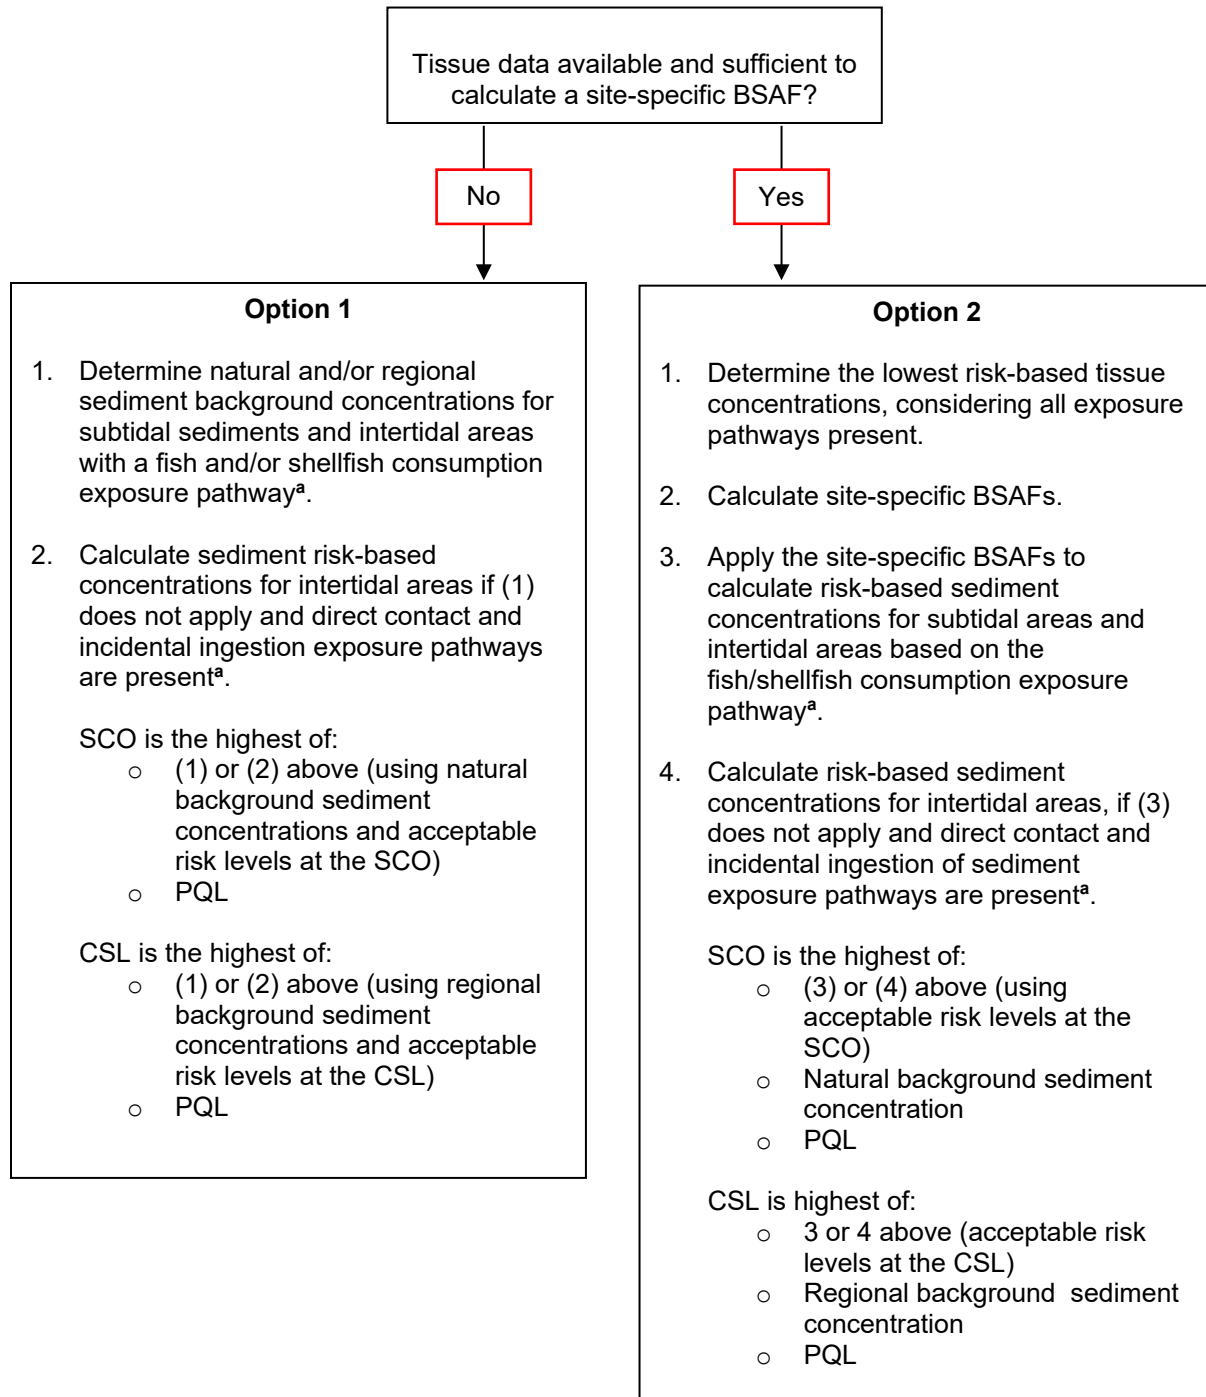 Tissue data available and sufficient to
calculate a site-specific BSAF?
No
Yes
Option 1
1. Determine natural and/or regional
sediment background concentrations for
subtidal sediments and intertidal areas
with a fish and/or shellfish consumption
exposure pathwayᵃ.
2. Calculate sediment risk-based
concentrations for intertidal areas if (1)
does not apply and direct contact and
incidental ingestion exposure pathways
are presentᵃ.
SCO is the highest of:
o (1) or (2) above (using natural
background sediment
concentrations and acceptable
risk levels at the SCO)
o PQL
CSL is the highest of:
o (1) or (2) above (using regional
background sediment
concentrations and acceptable
risk levels at the CSL)
o PQL
Option 2
1. Determine the lowest risk-based tissue
concentrations, considering all exposure
pathways present.
2. Calculate site-specific BSAFs.
3. Apply the site-specific BSAFs to
calculate risk-based sediment
concentrations for subtidal areas and
intertidal areas based on the
fish/shellfish consumption exposure
pathwayᵃ.
4. Calculate risk-based sediment
concentrations for intertidal areas, if (3)
does not apply and direct contact and
incidental ingestion of sediment
exposure pathways are presentᵃ.
SCO is the highest of:
o (3) or (4) above (using
acceptable risk levels at the
SCO)
o Natural background sediment
concentration
o PQL
CSL is highest of:
o 3 or 4 above (acceptable risk
levels at the CSL)
o Regional background sediment
concentration
o PQL